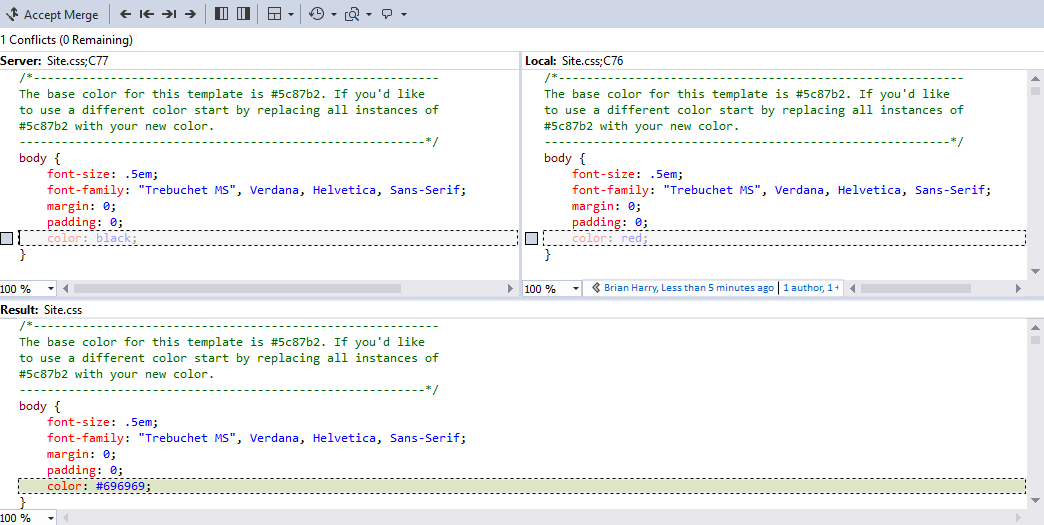 Accept Merge
1 Conflicts (0 Remaining)
Server: Site.css;C77
/*----------------------------------------------------------
The base color for this template is #5c87b2. If you'd like
to use a different color start by replacing all instances of
#5c87b2 with your new color.
----------------------------------------------------------*/
body {
    font-size: .5em;
    font-family: "Trebuchet MS", Verdana, Helvetica, Sans-Serif;
    margin: 0;
    padding: 0;
    color: black;
}
100 %
Local: Site.css;C76
/*----------------------------------------------------------
The base color for this template is #5c87b2. If you'd like
to use a different color start by replacing all instances of
#5c87b2 with your new color.
----------------------------------------------------------*/
body {
    font-size: .5em;
    font-family: "Trebuchet MS", Verdana, Helvetica, Sans-Serif;
    margin: 0;
    padding: 0;
    color: red;
}
100 % Brian Harry, Less than 5 minutes ago | 1 author, 1
Result: Site.css
/*----------------------------------------------------------
The base color for this template is #5c87b2. If you'd like
to use a different color start by replacing all instances of
#5c87b2 with your new color.
----------------------------------------------------------*/
body {
    font-size: .5em;
    font-family: "Trebuchet MS", Verdana, Helvetica, Sans-Serif;
    margin: 0;
    padding: 0;
    color: #696969;
}
100 %